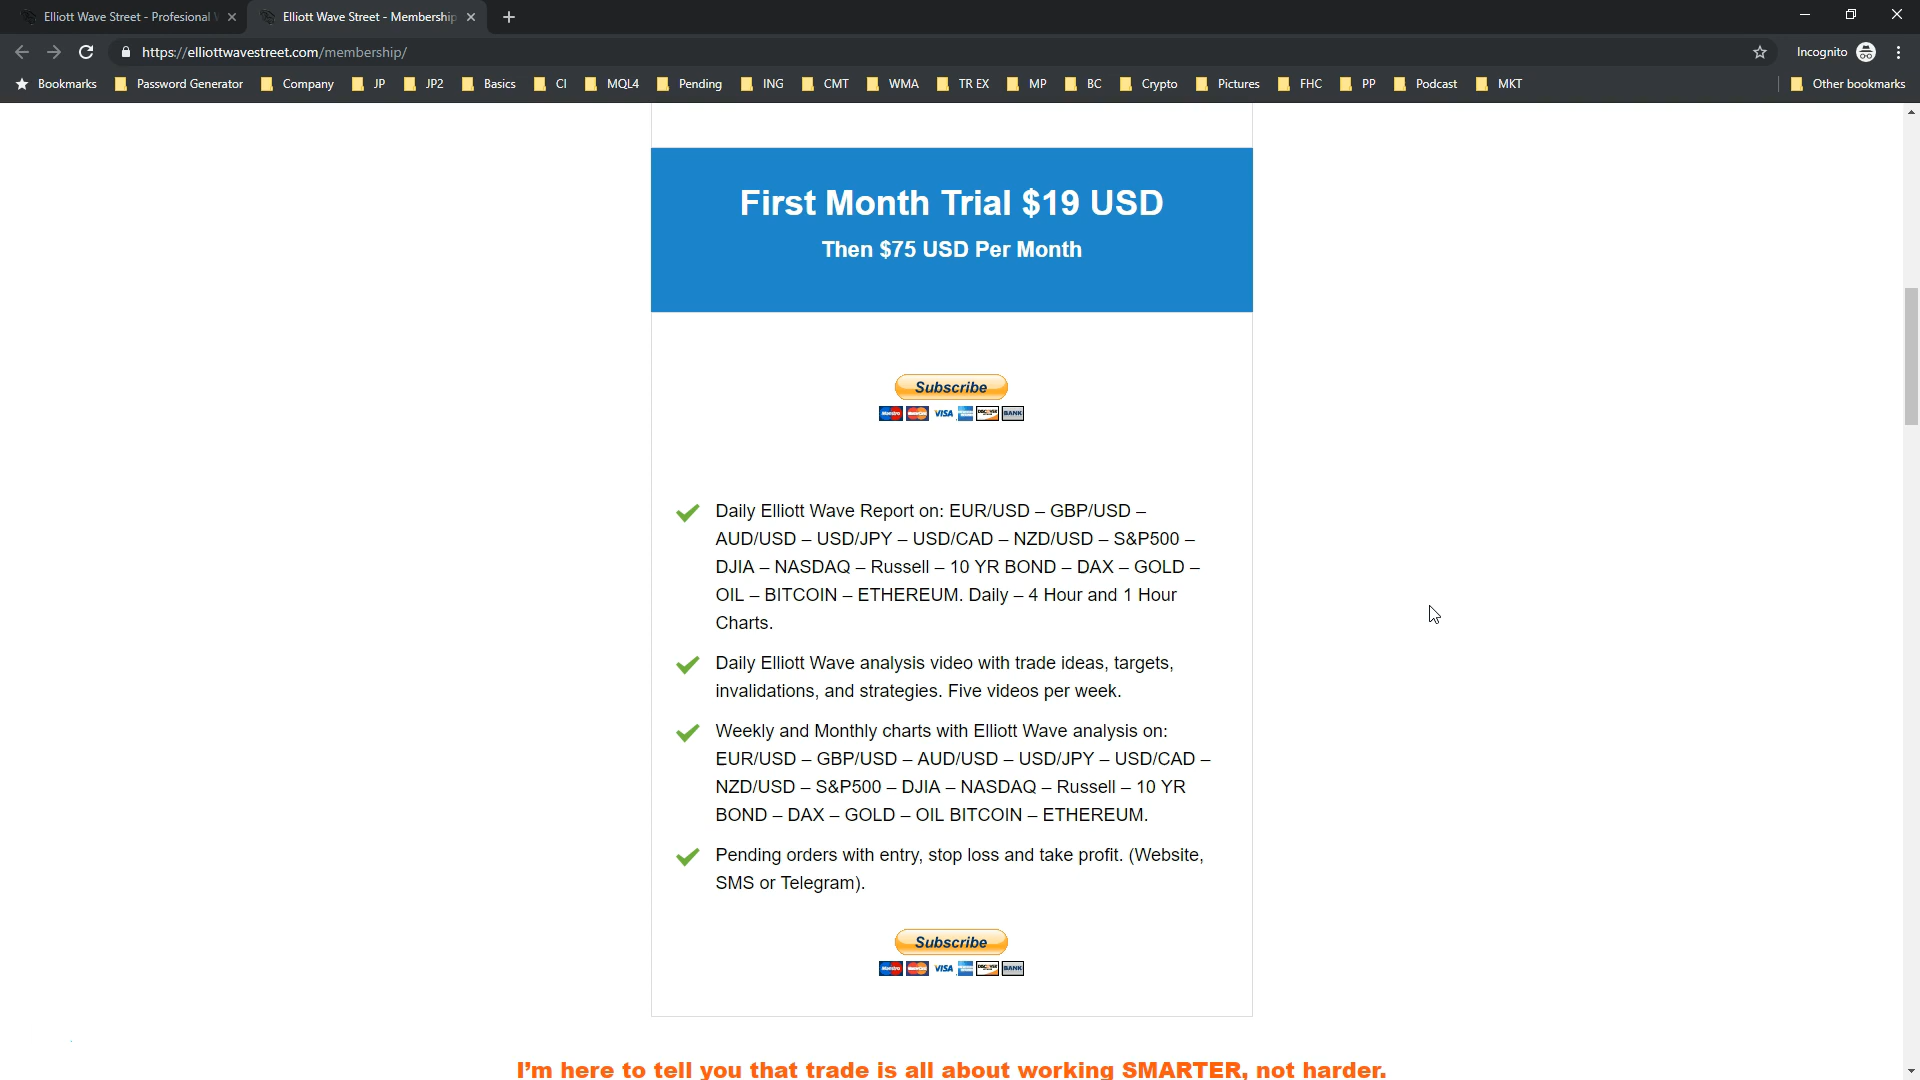 Elliott Wave Street - Profesional
Elliott Wave Street - Membership
https://elliottwavestreet.com/membership/
Incognito
Bookmarks
Password Generator
Company
JP
JP2
Basics
CI
MQL4
Pending
ING
CMT
WMA
TR EX
MP
BC
Crypto
Pictures
FHC
PP
Podcast
MKT
Other bookmarks
First Month Trial $19 USD
Then $75 USD Per Month
Subscribe
Maestro MasterCard VISA DISCOVER BANK
Daily Elliott Wave Report on: EUR/USD – GBP/USD –
AUD/USD – USD/JPY – USD/CAD – NZD/USD – S&P500 –
DJIA – NASDAQ – Russell – 10 YR BOND – DAX – GOLD –
OIL – BITCOIN – ETHEREUM. Daily – 4 Hour and 1 Hour
Charts.
Daily Elliott Wave analysis video with trade ideas, targets,
invalidations, and strategies. Five videos per week.
Weekly and Monthly charts with Elliott Wave analysis on:
EUR/USD – GBP/USD – AUD/USD – USD/JPY – USD/CAD –
NZD/USD – S&P500 – DJIA – NASDAQ – Russell – 10 YR
BOND – DAX – GOLD – OIL BITCOIN – ETHEREUM.
Pending orders with entry, stop loss and take profit. (Website,
SMS or Telegram).
Subscribe
Maestro MasterCard VISA DISCOVER BANK
I’m here to tell you that trade is all about working SMARTER, not harder.